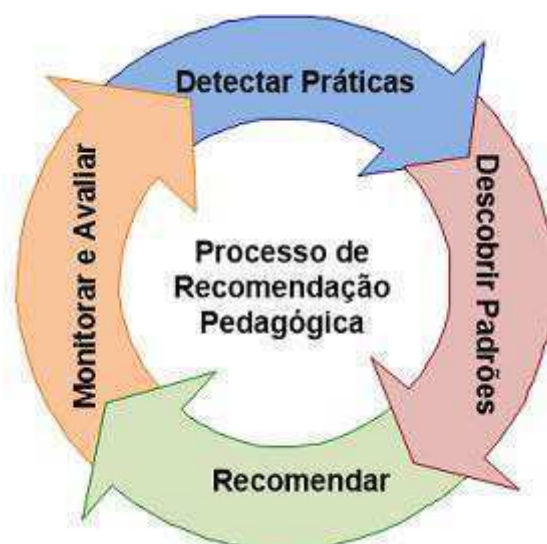 Detectar Práticas
Descobrir Padrões
Recomendar
Monitorar e Avaliar
Processo de
Recomendação
Pedagógica